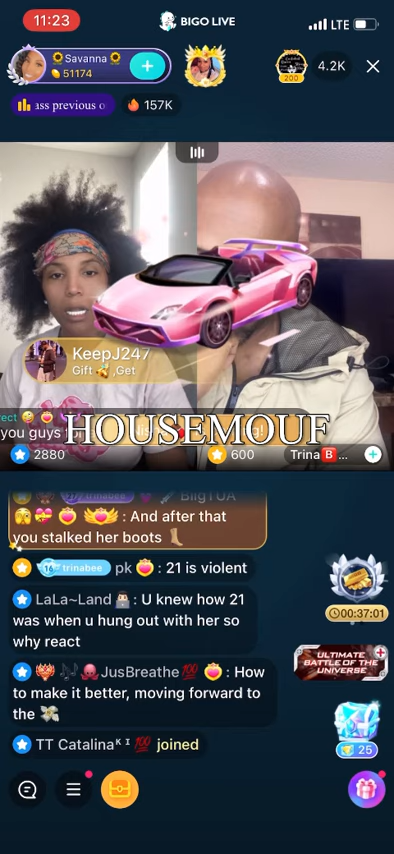 11:23
BIGO LIVE
LTE
🌻Savanna🌻
51174
200
4.2K
ass previous o
157K
KeepJ247
Gift ,Get
you guys
HOUSEMOUF
2880
600
Trina🅱️...
trinabee
BligTUA
: And after that
you stalked her boots 👢
16 trinabee pk : 21 is violent
LaLa~Land : U knew how 21
was when u hung out with her so
why react
JusBreathe💯 : How
to make it better, moving forward to
the 💸
TT Catalinaᴷ ᴵ 💯 joined
00:37:01
ULTIMATE
BATTLE OF THE
UNIVERSE
25